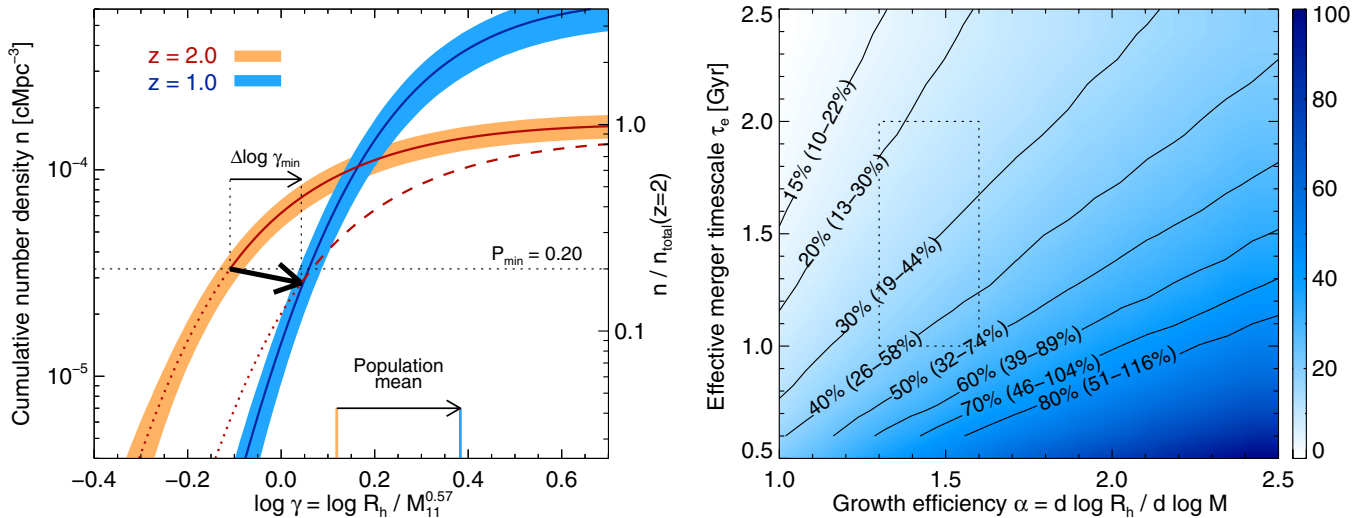 z = 2.0
z = 1.0
Δlog γmin
Pmin = 0.20
Population
mean
Cumulative number density n [cMpc⁻³]
10⁻⁴
10⁻⁵
−0.4 −0.2 0.0 0.2 0.4 0.6
log γ = log Rh / M11^0.57
1.0
0.1
n / ntotal(z=2)
Effective merger timescale τe [Gyr]
2.5
2.0
1.5
1.0
0.5
15% (10−22%)
20% (13−30%)
30% (19−44%)
40% (26−58%)
50% (32−74%)
60% (39−89%)
70% (46−104%)
80% (51−116%)
1.0 1.5 2.0 2.5
Growth efficiency α = d log Rh / d log M
100
80
60
40
20
0